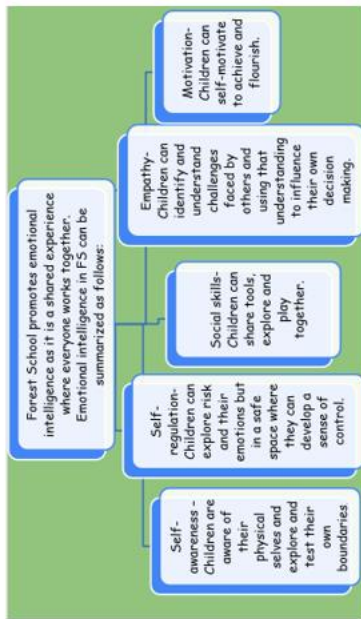 Forest School promotes emotional
intelligence as it is a shared experience
where everyone works together.
Emotional intelligence in FS can be
summarized as follows:
Self-
awareness –
Children are
aware of
their
physical
selves and
explore and
test their
own
boundaries
Self-
regulation-
Children can
explore risk
and their
emotions but
in a safe
space where
they can
develop a
sense of
control.
Social skills-
Children can
share tools,
explore and
play
together.
Empathy-
Children can
identify and
understand
challenges
faced by
others and
using that
understanding
to influence
their own
decision
making.
Motivation-
Children can
self-motivate
to achieve and
flourish.